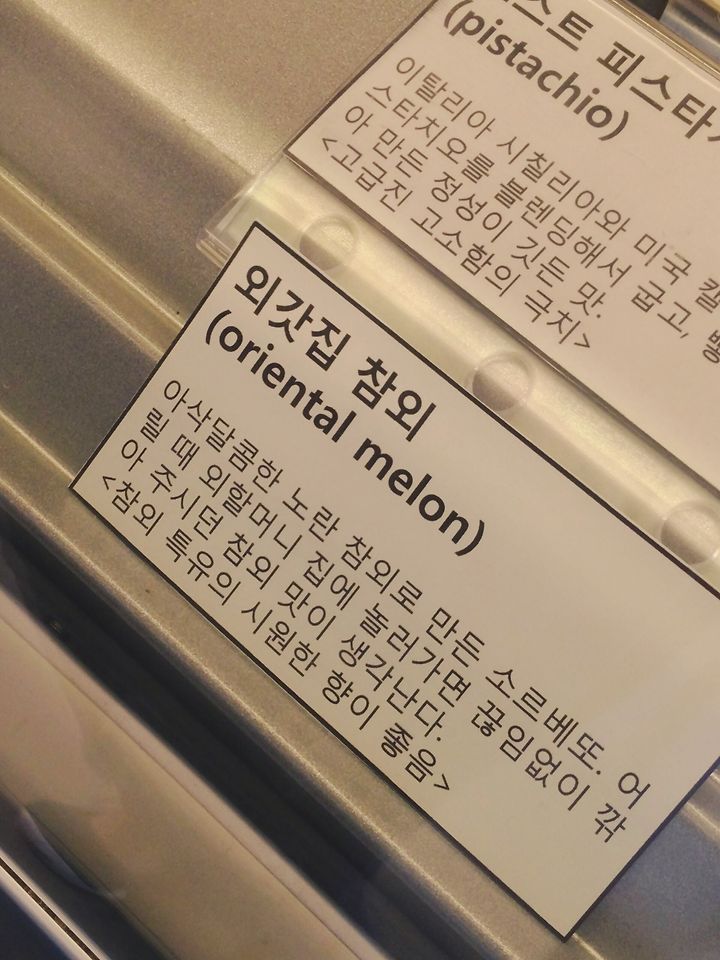 피스타
(pistachio)
이탈리아 시칠리아와 미국
스타치오를 블렌딩해서 굽고,
아 만든 정성이 깃든 맛.
<고급진 고소함의 극치>
외갓집 참외
(oriental melon)
아삭달콤한 노란 참외로 만든 소르베또. 어
릴 때 외할머니 집에 놀러가면 끊임없이 깎
아 주시던 참외 맛이 생각난다.
<참외 특유의 시원한 향이 좋음>